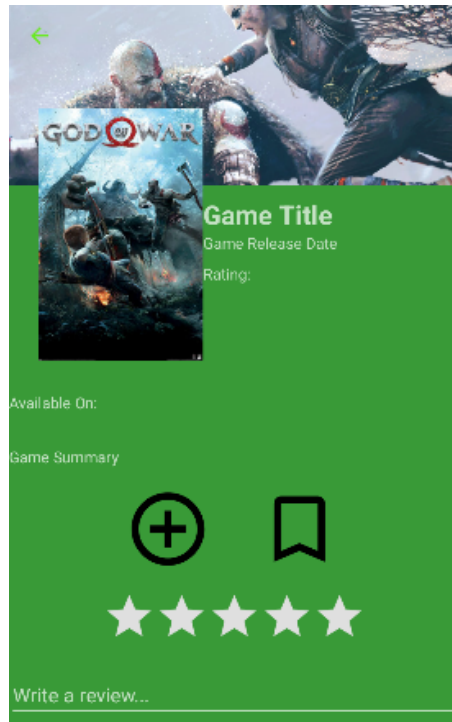 GOD OF WAR
Game Title
Game Release Date
Rating:
Available On:
Game Summary
Write a review...